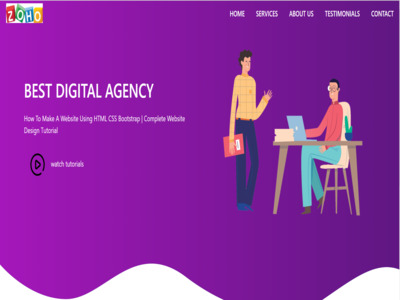 ZOHO
HOME SERVICES ABOUT US TESTIMONIALS CONTACT
BEST DIGITAL AGENCY
How To Make A Website Using HTML CSS Bootstrap | Complete Website
Design Tutorial
watch tutorials